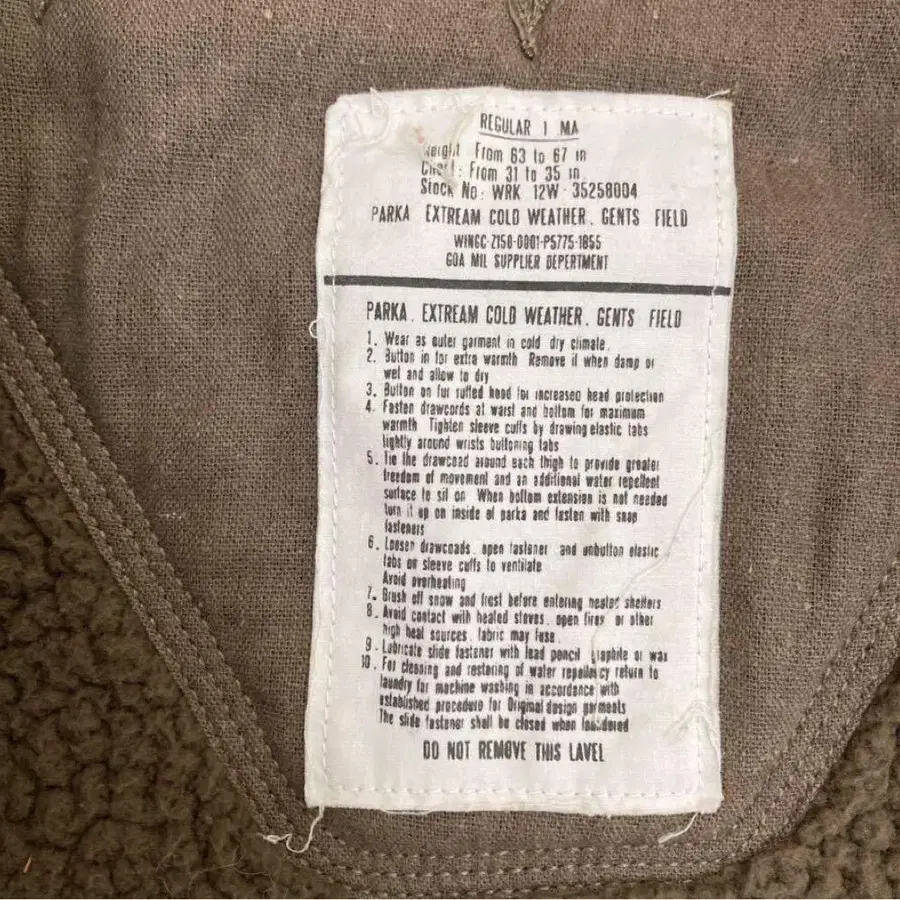 REGULAR 1 MA
From 63 to 67 in
From 31 to 35 in.
Stock No: WRK 12W-35258004
PARKA EXTREAM COLD WEATHER. GENTS FIELD
WINGC-Z150-0001-P5775-1855
GOA MIL SUPPLIER DEPERTMENT
PARKA. EXTREAM COLD WEATHER. GENTS FIELD
1. Wear as outer garment in cold dry climate.
2. Button in for extra warmth Remove it when damp or
wet and allow to dry
3. Button on fur ruffed hood for increased head protection
4. Fasten drawcords at waist and bottom for maximum
warmth Tighten sleeve cuffs by drawing elastic tabs
lightly around wrists buttoning tabs
5. Tie the drawcoad around each thigh to provide greater
freedom of movement and an additional water repellent
surface to sit on When bottom extension is not needed
turn it up on inside of parka and fasten with snap
fasteners
6. Loosen drawcoads. open fastener and unbutton elastic
tabs on sleeve cuffs to ventilate
Avoid overheating
7. Brush off snow and frost before entering heated shelters
8. Avoid contact with heated stoves. open fires or other
high heat sources. fabric may fuse
9. Lubricate slide fastener with lead pencil graphite or wax
10. For cleaning and restoring of water repellency return to
laundry for machine washing in accordance with
established procedure for Original design garments
The slide fastener shall be closed when laundered
DO NOT REMOVE THIS LAVEL